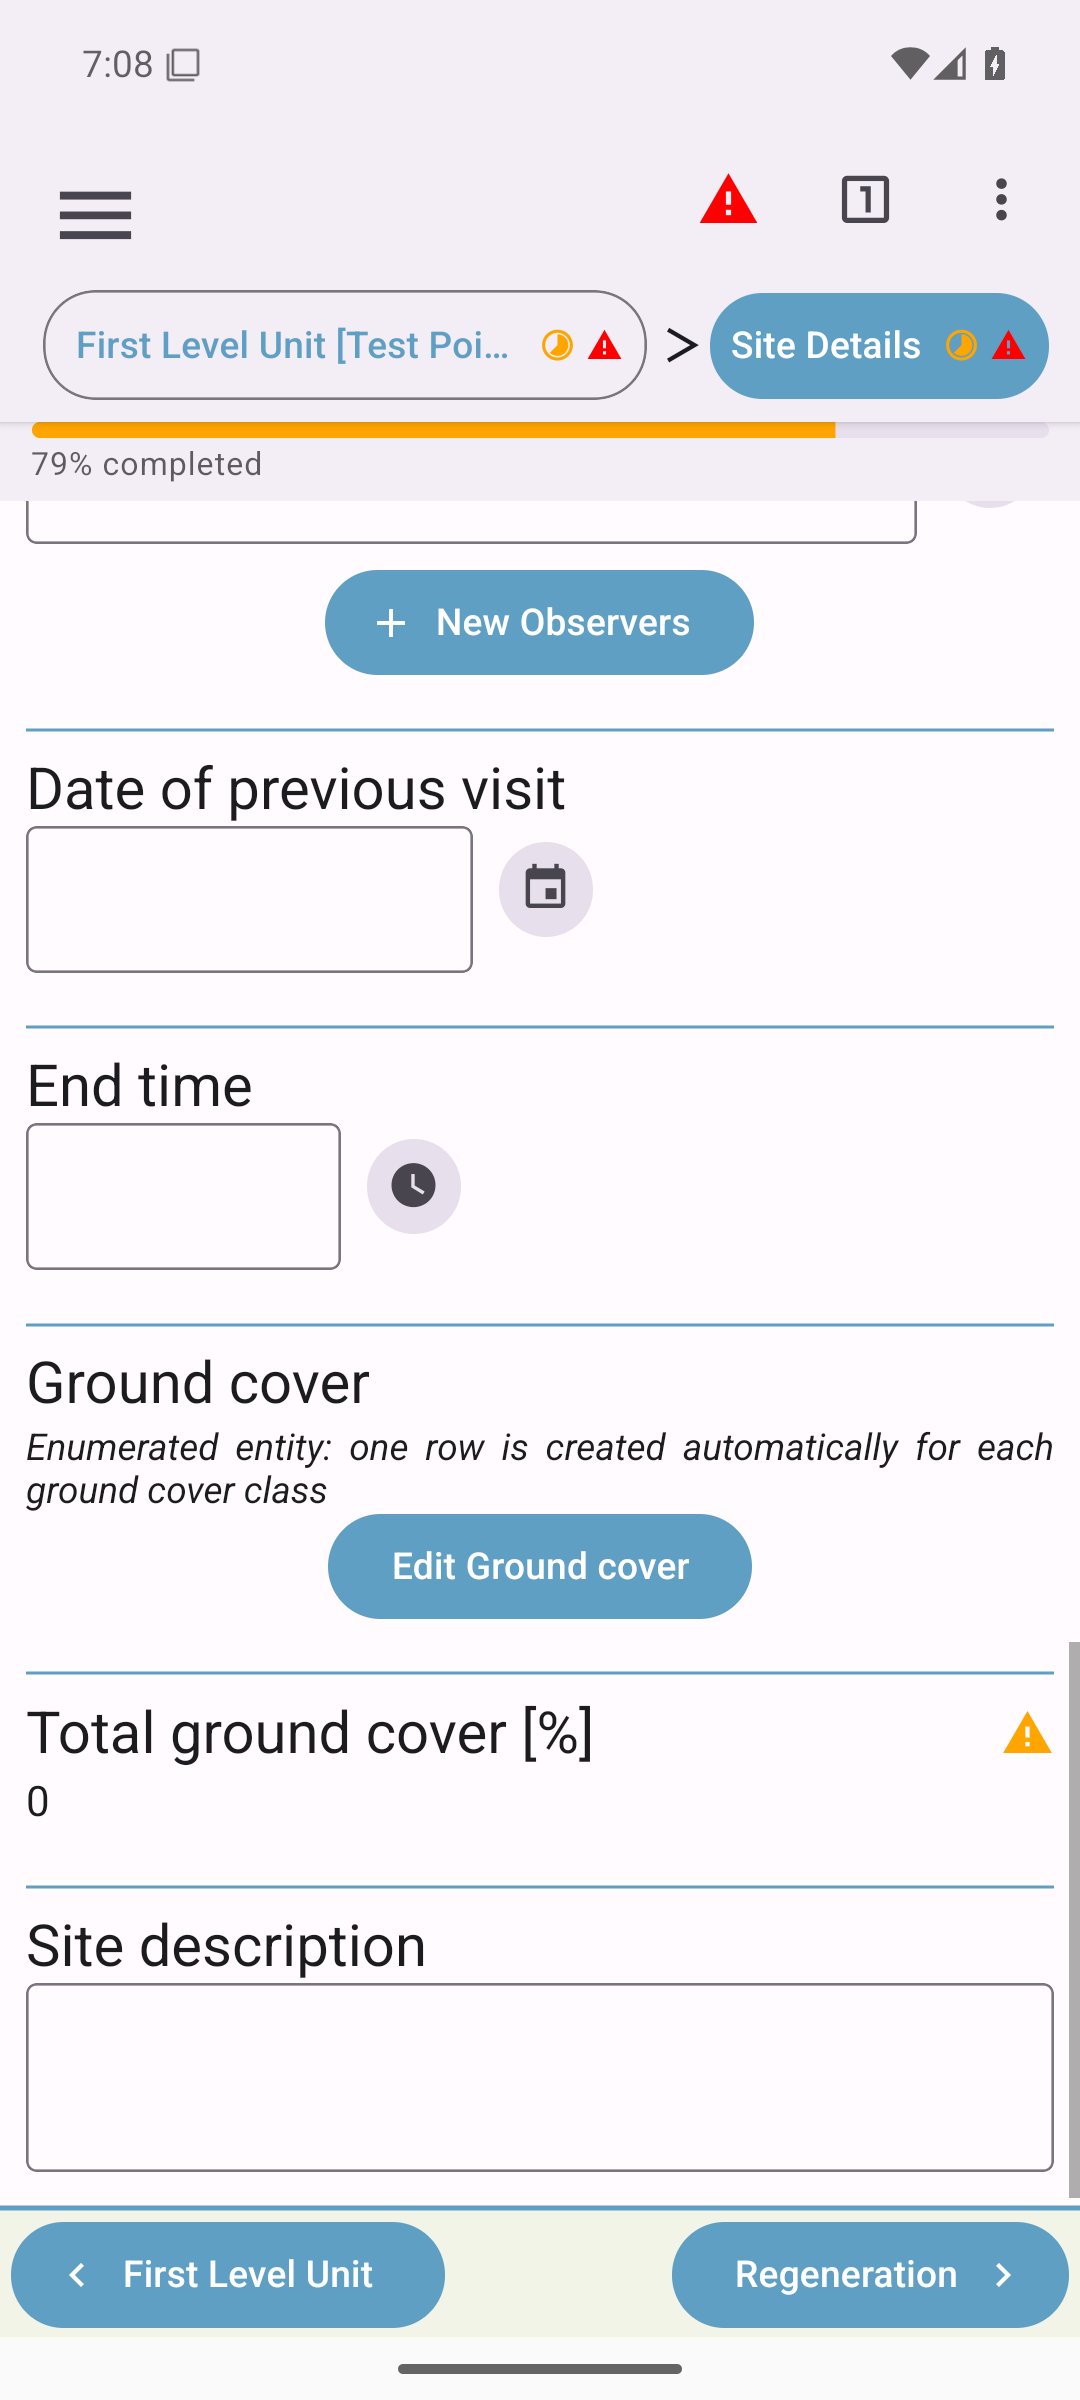 7:08
1
First Level Unit [Test Poi...
>
Site Details
79% completed
+ New Observers
Date of previous visit
End time
Ground cover
Enumerated entity: one row is created automatically for each
ground cover class
Edit Ground cover
Total ground cover [%]
0
Site description
First Level Unit
Regeneration